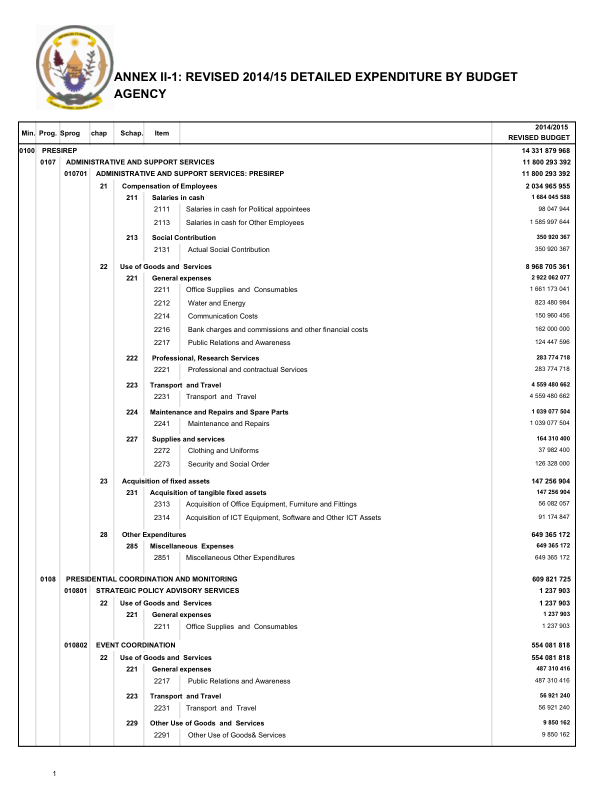 ANNEX II-1: REVISED 2014/15 DETAILED EXPENDITURE BY BUDGET
AGENCY
2014/2015
Min. Prog. Sprog chap Schap. Item REVISED BUDGET
0100 PRESIREP 14 331 879 968
0107 ADMINISTRATIVE AND SUPPORT SERVICES 11 800 293 392
010701 ADMINISTRATIVE AND SUPPORT SERVICES: PRESIREP 11 800 293 392
21 Compensation of Employees 2 034 965 955
211 Salaries in cash 1 684 045 588
2111 Salaries in cash for Political appointees 98 047 944
2113 Salaries in cash for Other Employees 1 585 997 644
213 Social Contribution 350 920 367
2131 Actual Social Contribution 350 920 367
22 Use of Goods and Services 8 968 705 361
221 General expenses 2 922 062 077
2211 Office Supplies and Consumables 1 661 173 041
2212 Water and Energy 823 480 984
2214 Communication Costs 150 960 456
2216 Bank charges and commissions and other financial costs 162 000 000
2217 Public Relations and Awareness 124 447 596
222 Professional, Research Services 283 774 718
2221 Professional and contractual Services 283 774 718
223 Transport and Travel 4 559 480 662
2231 Transport and Travel 4 559 480 662
224 Maintenance and Repairs and Spare Parts 1 039 077 504
2241 Maintenance and Repairs 1 039 077 504
227 Supplies and services 164 310 400
2272 Clothing and Uniforms 37 982 400
2273 Security and Social Order 126 328 000
23 Acquisition of fixed assets 147 256 904
231 Acquisition of tangible fixed assets 147 256 904
2313 Acquisition of Office Equipment, Furniture and Fittings 56 082 057
2314 Acquisition of ICT Equipment, Software and Other ICT Assets 91 174 847
28 Other Expenditures 649 365 172
285 Miscellaneous Expenses 649 365 172
2851 Miscellaneous Other Expenditures 649 365 172
0108 PRESIDENTIAL COORDINATION AND MONITORING 609 821 725
010801 STRATEGIC POLICY ADVISORY SERVICES 1 237 903
22 Use of Goods and Services 1 237 903
221 General expenses 1 237 903
2211 Office Supplies and Consumables 1 237 903
010802 EVENT COORDINATION 554 081 818
22 Use of Goods and Services 554 081 818
221 General expenses 487 310 416
2217 Public Relations and Awareness 487 310 416
223 Transport and Travel 56 921 240
2231 Transport and Travel 56 921 240
229 Other Use of Goods and Services 9 850 162
2291 Other Use of Goods& Services 9 850 162
1